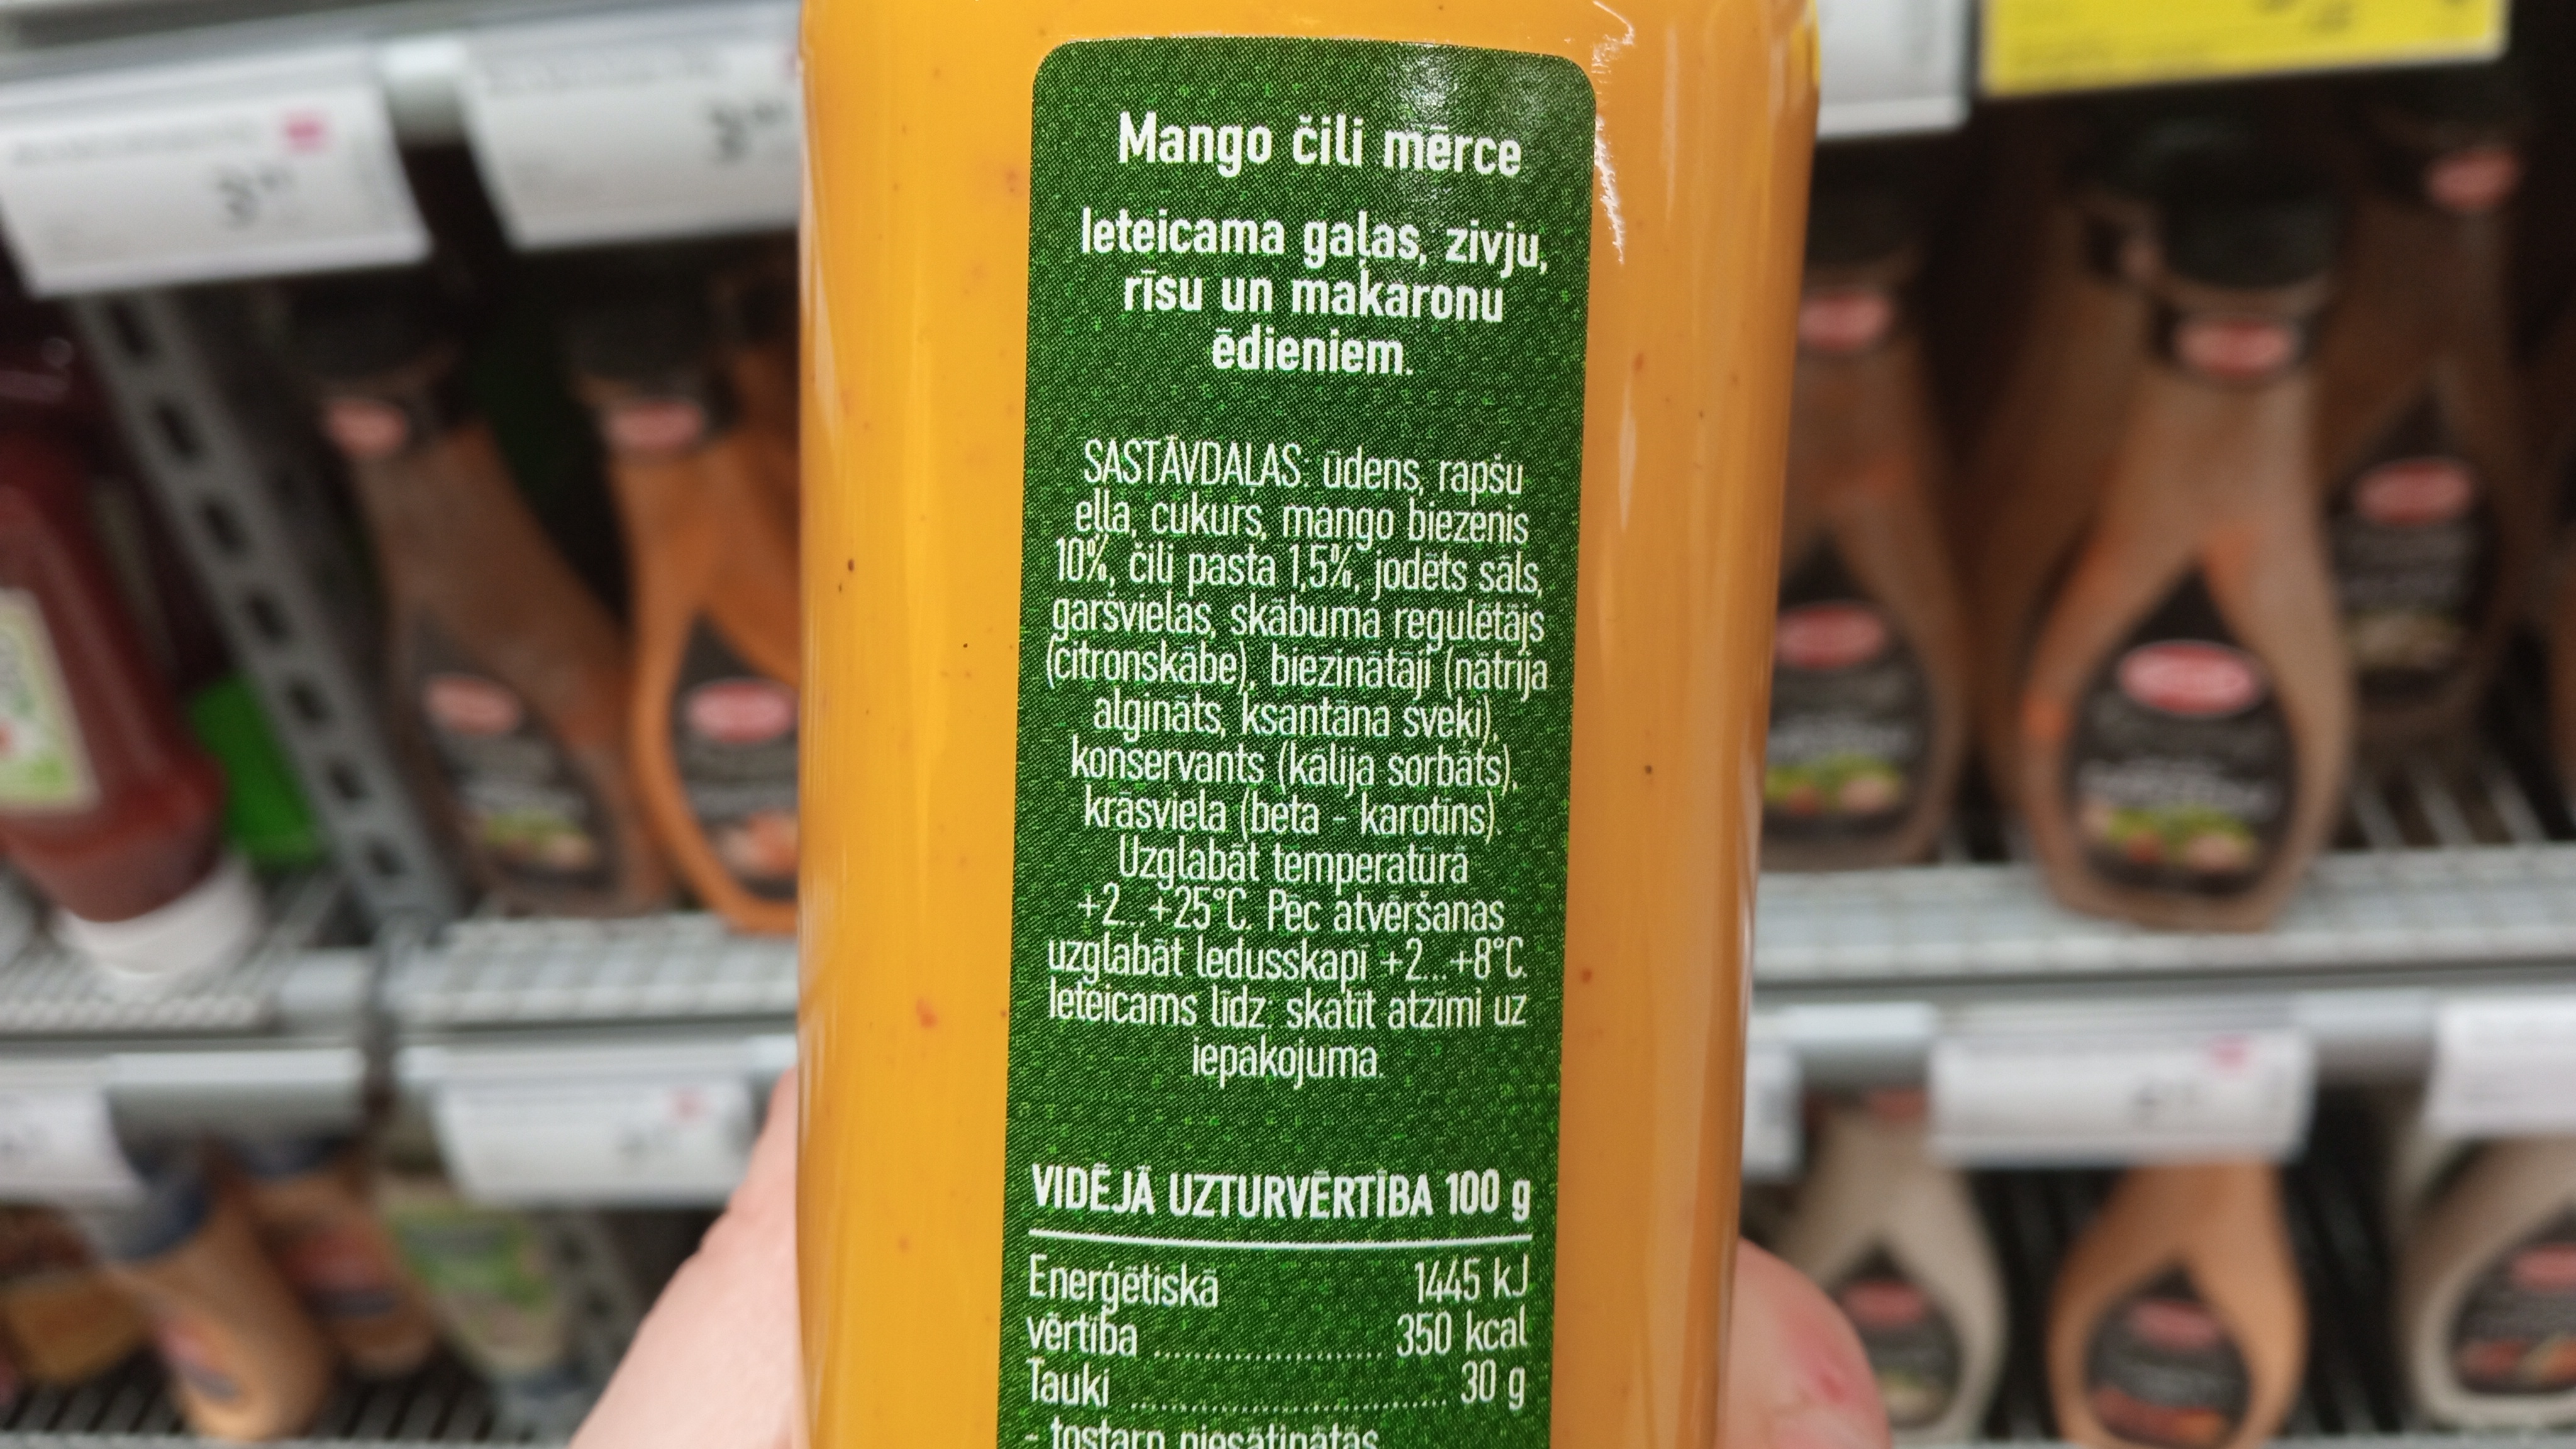 Mango čili mērce
Ieteicama gaļas, zivju,
rīsu un makaronu
ēdieniem.
SASTĀVDAĻAS: ūdens, rapšu
eļļa, cukurs, mango biezenis
10%, čili pasta 1,5%, jodēts sāls,
garšvielas, skābuma regulētājs
(citronskābe), biezinātāji (nātrija
algināts, ksantāna sveķi),
konservants (kālija sorbāts),
krāsviela (beta - karotīns).
Uzglabāt temperatūrā
+2...+25°C. Pēc atvēršanas
uzglabāt ledusskapī +2...+8°C.
Ieteicams līdz: skatīt atzīmi uz
iepakojuma.
VIDĒJĀ UZTURVĒRTĪBA 100 g
Enerģētiskā 1445 kJ
vērtība ........................ 350 kcal
Tauki ................................. 30 g
- tostarp piesātinātās